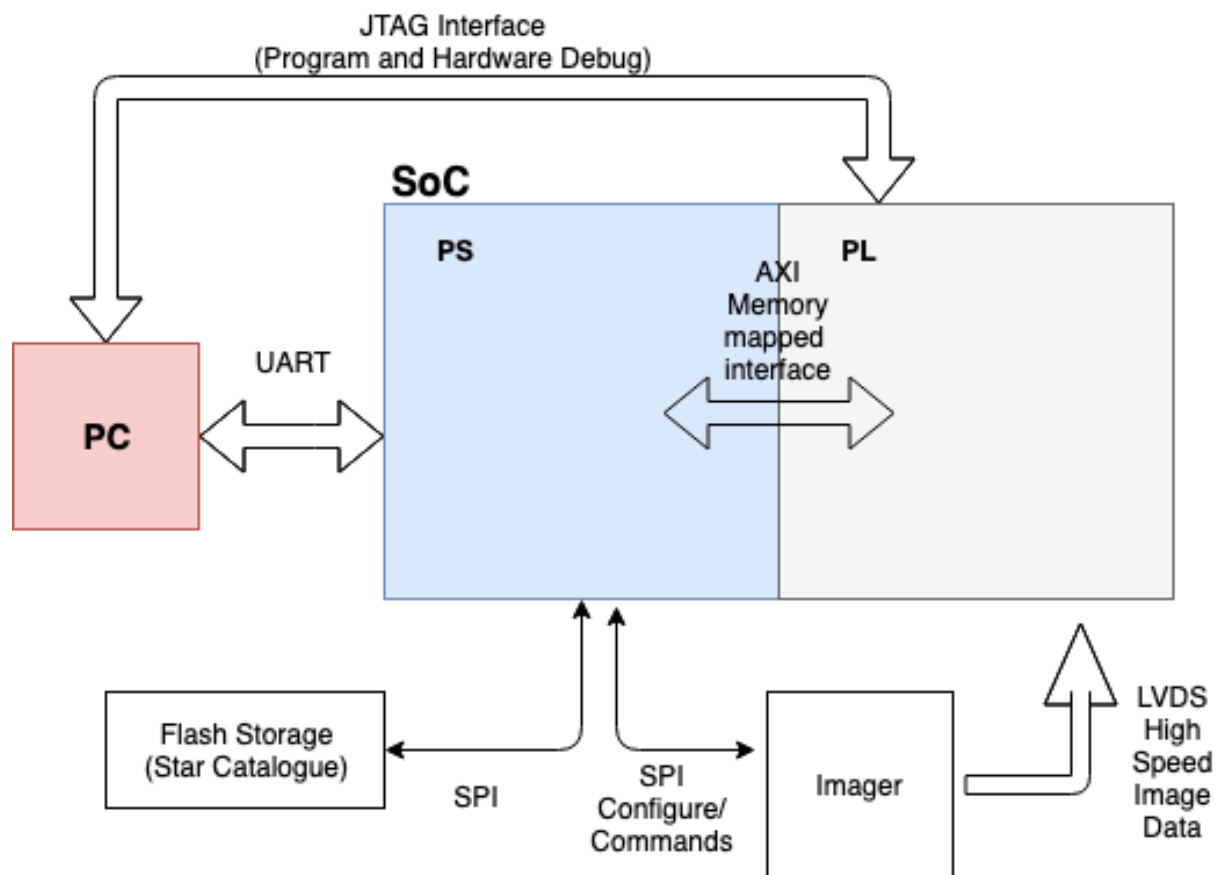 JTAG Interface
(Program and Hardware Debug)
SoC
PS
PL
AXI
Memory
mapped
interface
UART
PC
Flash Storage
(Star Catalogue)
SPI
SPI
Configure/
Commands
Imager
LVDS
High
Speed
Image
Data